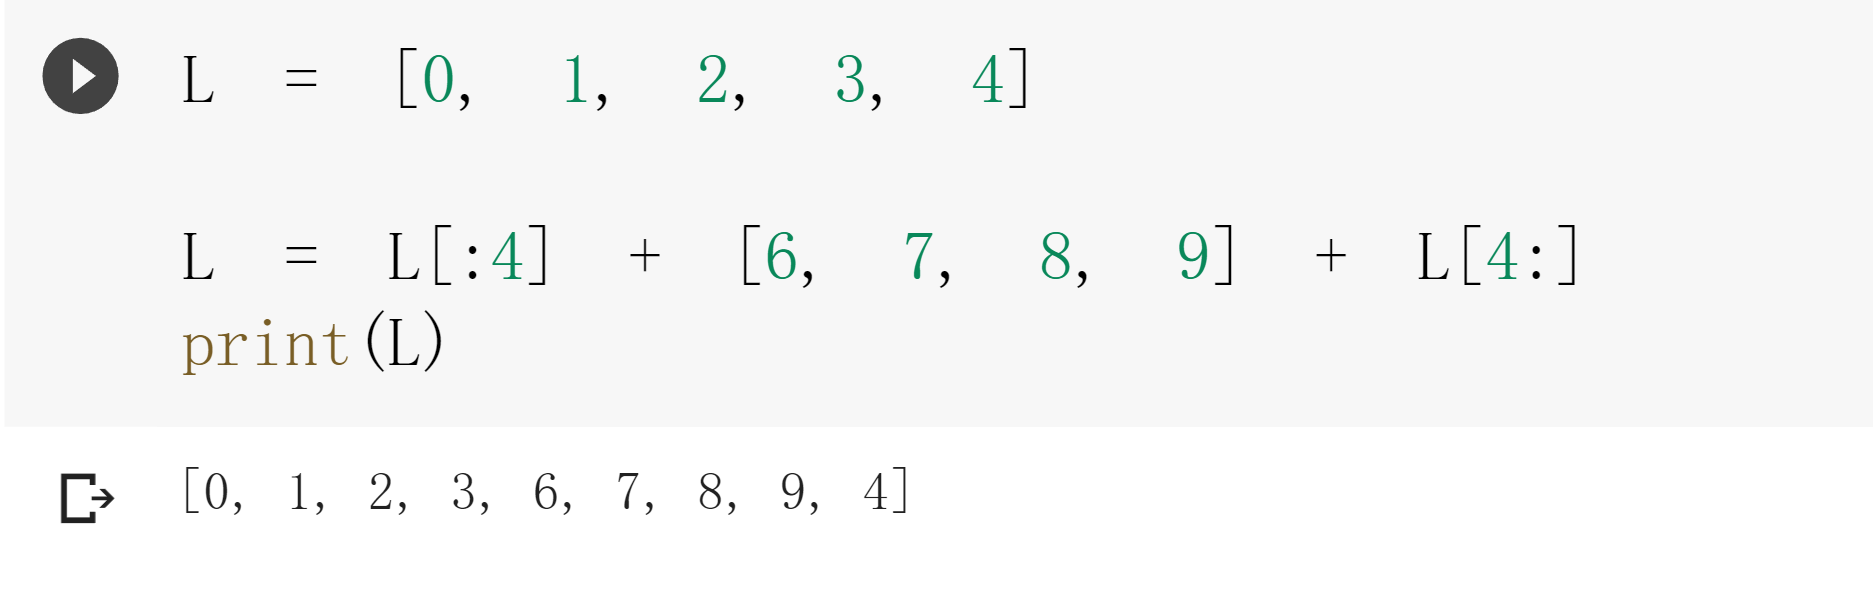 L = [0, 1, 2, 3, 4]
L = L[:4] + [6, 7, 8, 9] + L[4:]
print(L)
[0, 1, 2, 3, 6, 7, 8, 9, 4]